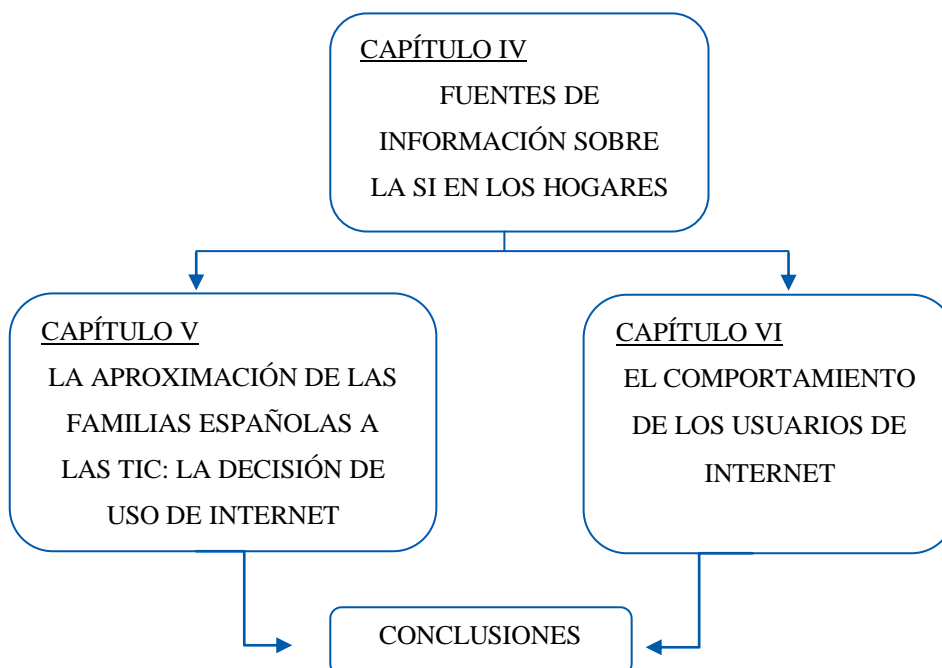 CAPÍTULO IV
FUENTES DE
INFORMACIÓN SOBRE
LA SI EN LOS HOGARES
CAPÍTULO V
LA APROXIMACIÓN DE LAS
FAMILIAS ESPAÑOLAS A
LAS TIC: LA DECISIÓN DE
USO DE INTERNET
CAPÍTULO VI
EL COMPORTAMIENTO
DE LOS USUARIOS DE
INTERNET
CONCLUSIONES